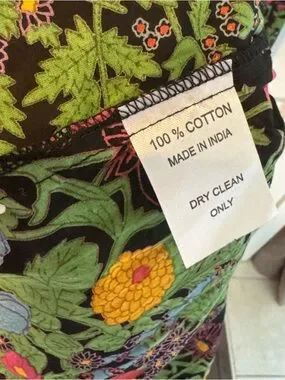 100 % COTTON
MADE IN INDIA
DRY CLEAN
ONLY